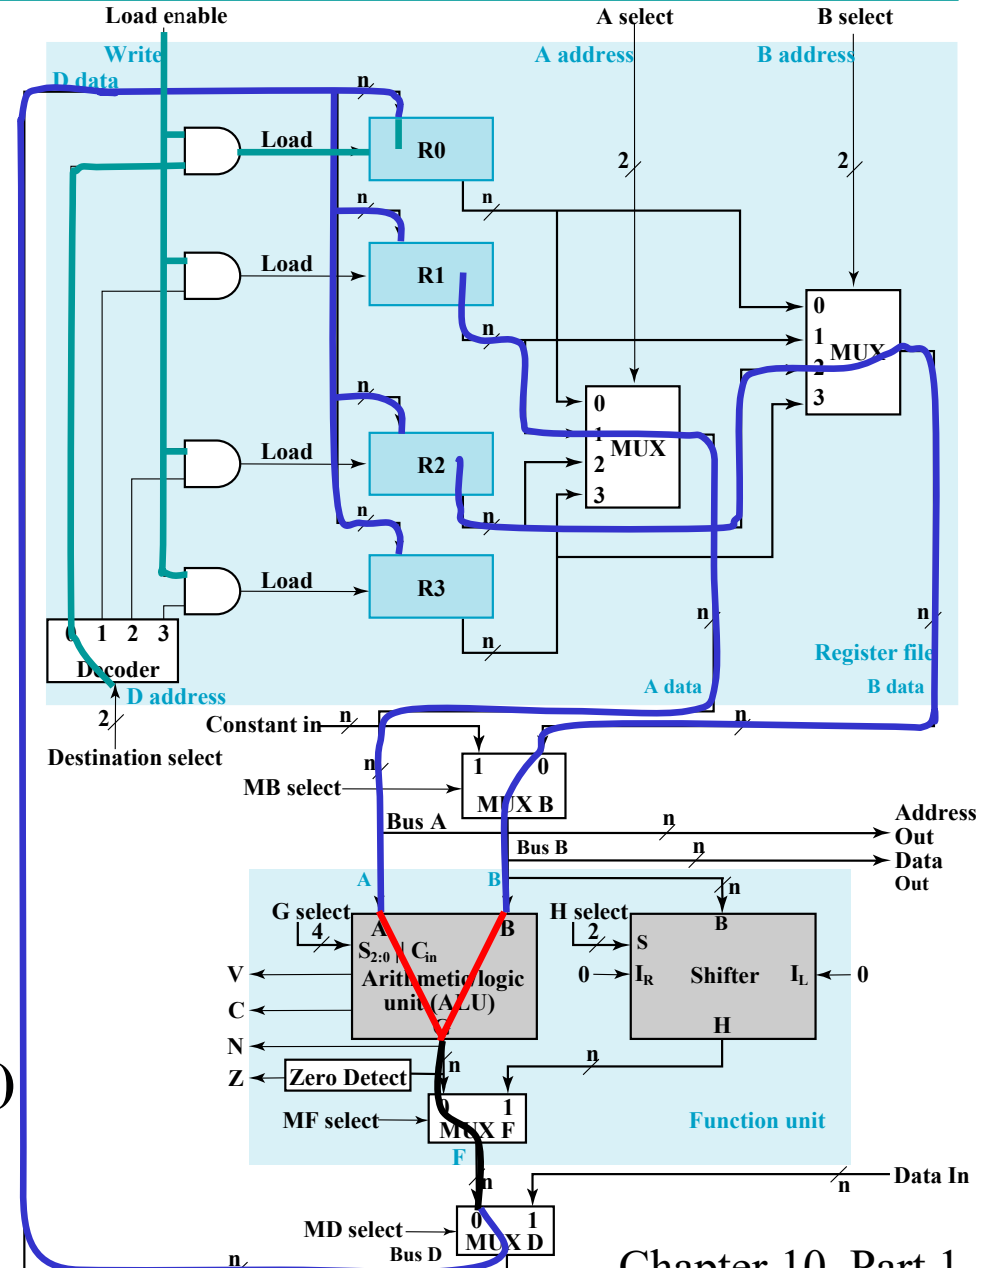 Load enable
A select
B select
Write
A address
B address
D data
n
Load
R0
2
2
n
n
Load
R1
0
n
1
MUX
2
3
n
0
1
MUX
Load
R2
2
3
n
n
Load
R3
n
n
0 1 2 3
Decoder
n
Register file
A data
B data
D address
2
Constant in
n
n
Destination select
n
1
0
MB select
MUX B
Bus A
n
Address
Out
Bus B
n
Data
Out
A
B
n
G select
H select
4
A
B
2
B
S2:0 || Cin
S
V
Arithmetic/logic
unit (ALU)
0
IR
Shifter
IL
0
C
G
H
N
n
n
Z
Zero Detect
0
1
MF select
MUX F
Function unit
F
n
Data In
n
0
1
MD select
MUX D
Bus D
n
Chapter 10 Part 1